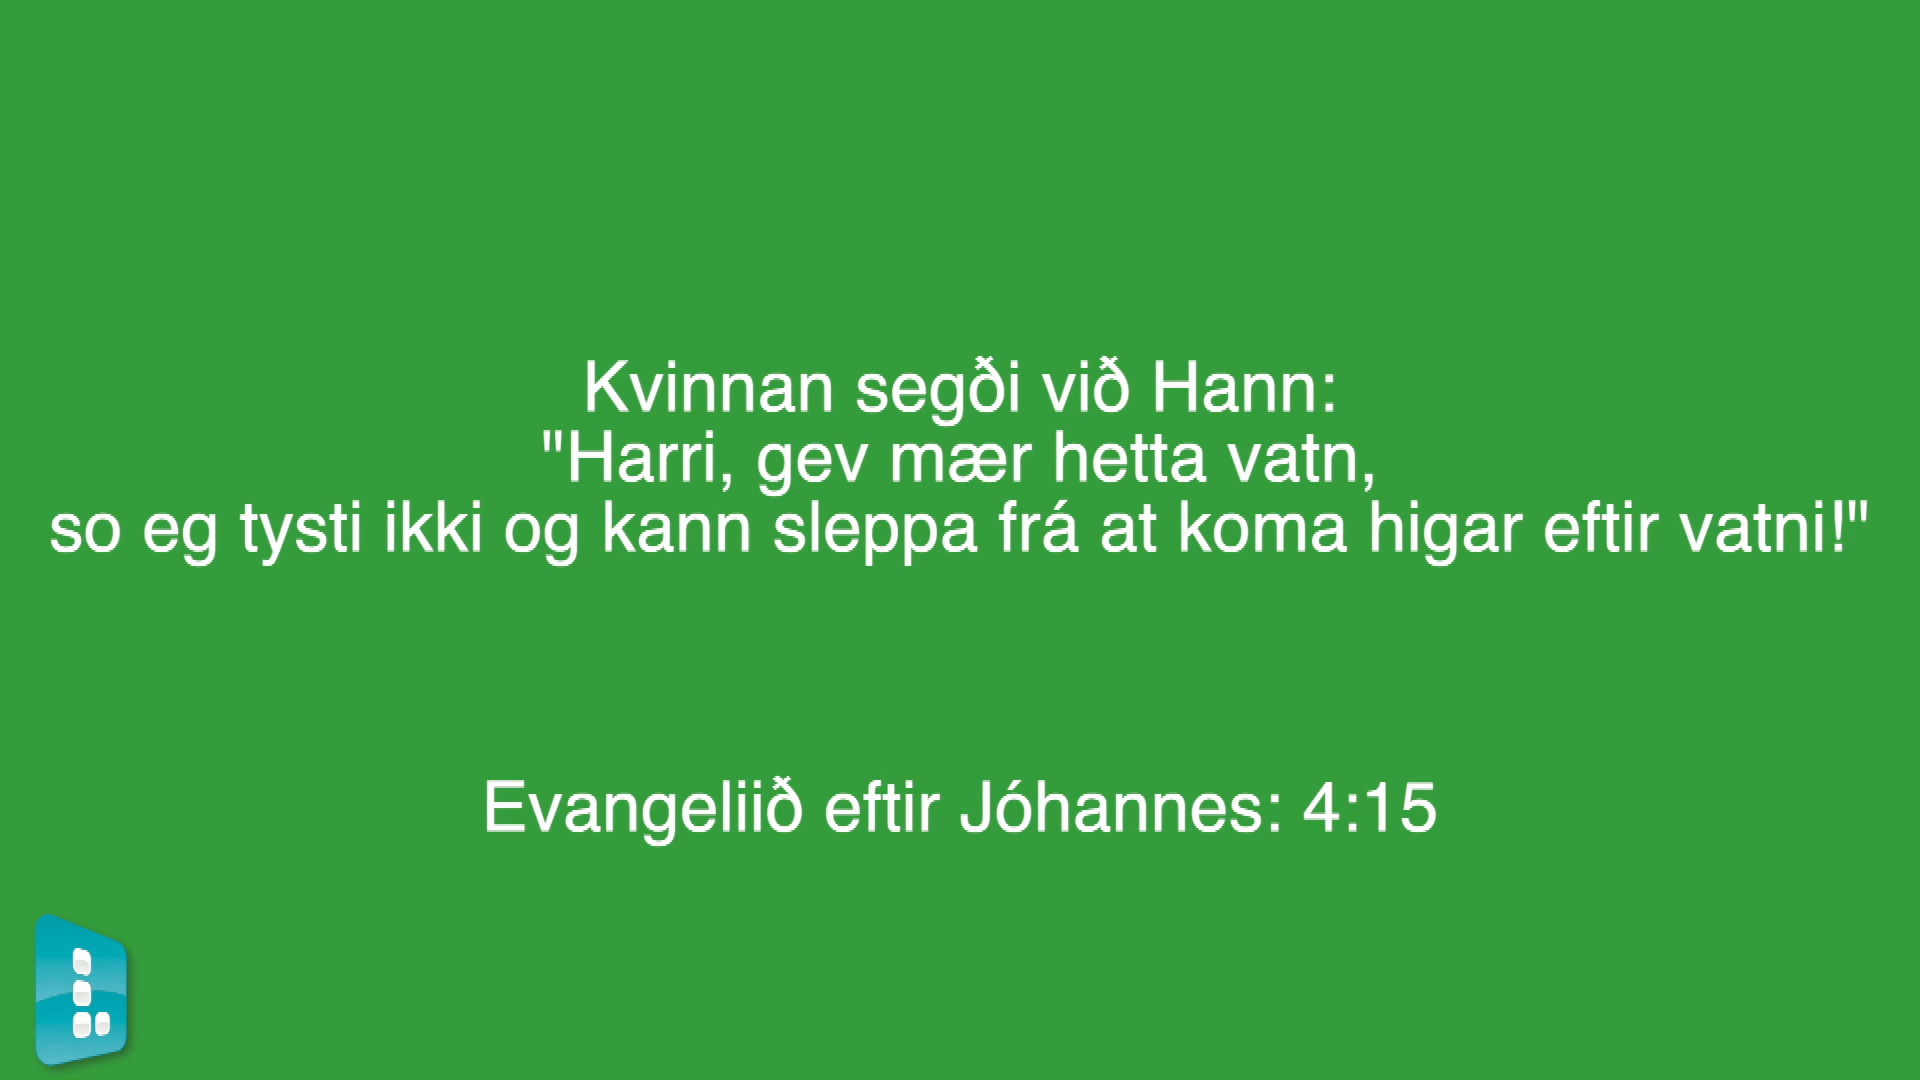 Kvinnan segði við Hann:
"Harri, gev mær hetta vatn,
so eg tysti ikki og kann sleppa frá at koma higar eftir vatni!"
Evangeliið eftir Jóhannes: 4:15